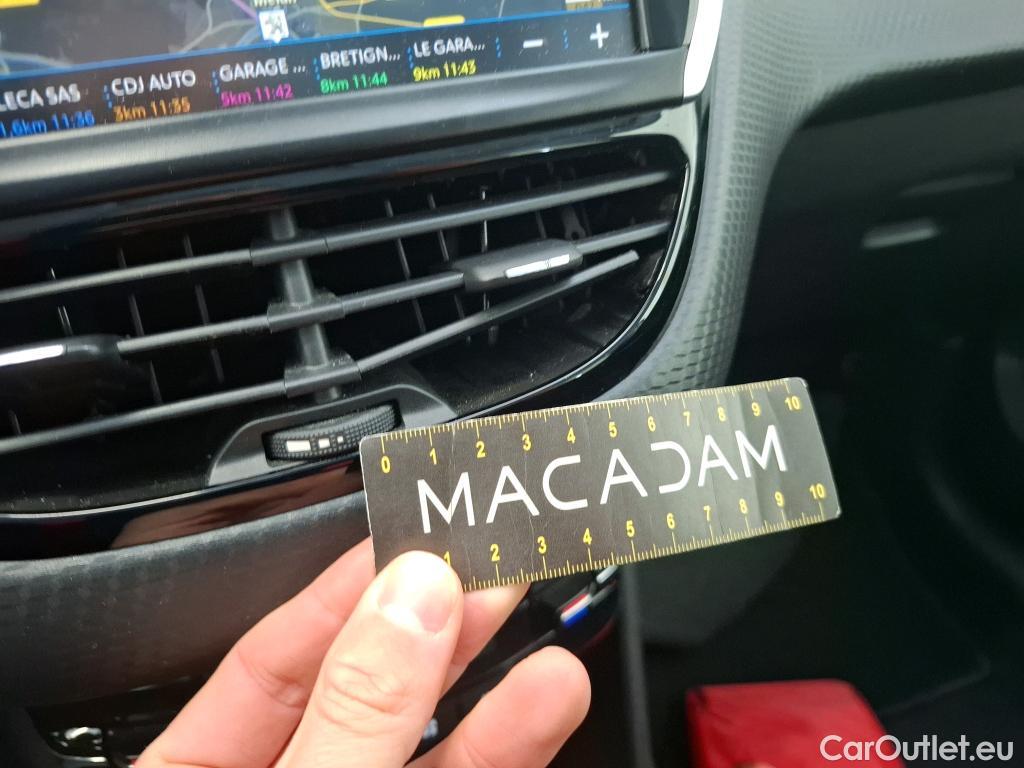 Melun
LECA SAS
1,6km 11:36
CDJ AUTO
3km 11:35
GARAGE ...
5km 11:42
BRETIGN...
8km 11:44
LE GARA...
9km 11:43
− +
0 1 2 3 4 5 6 7 8 9 10
MACADAM
1 2 3 4 5 6 7 8 9 10
CarOutlet.eu